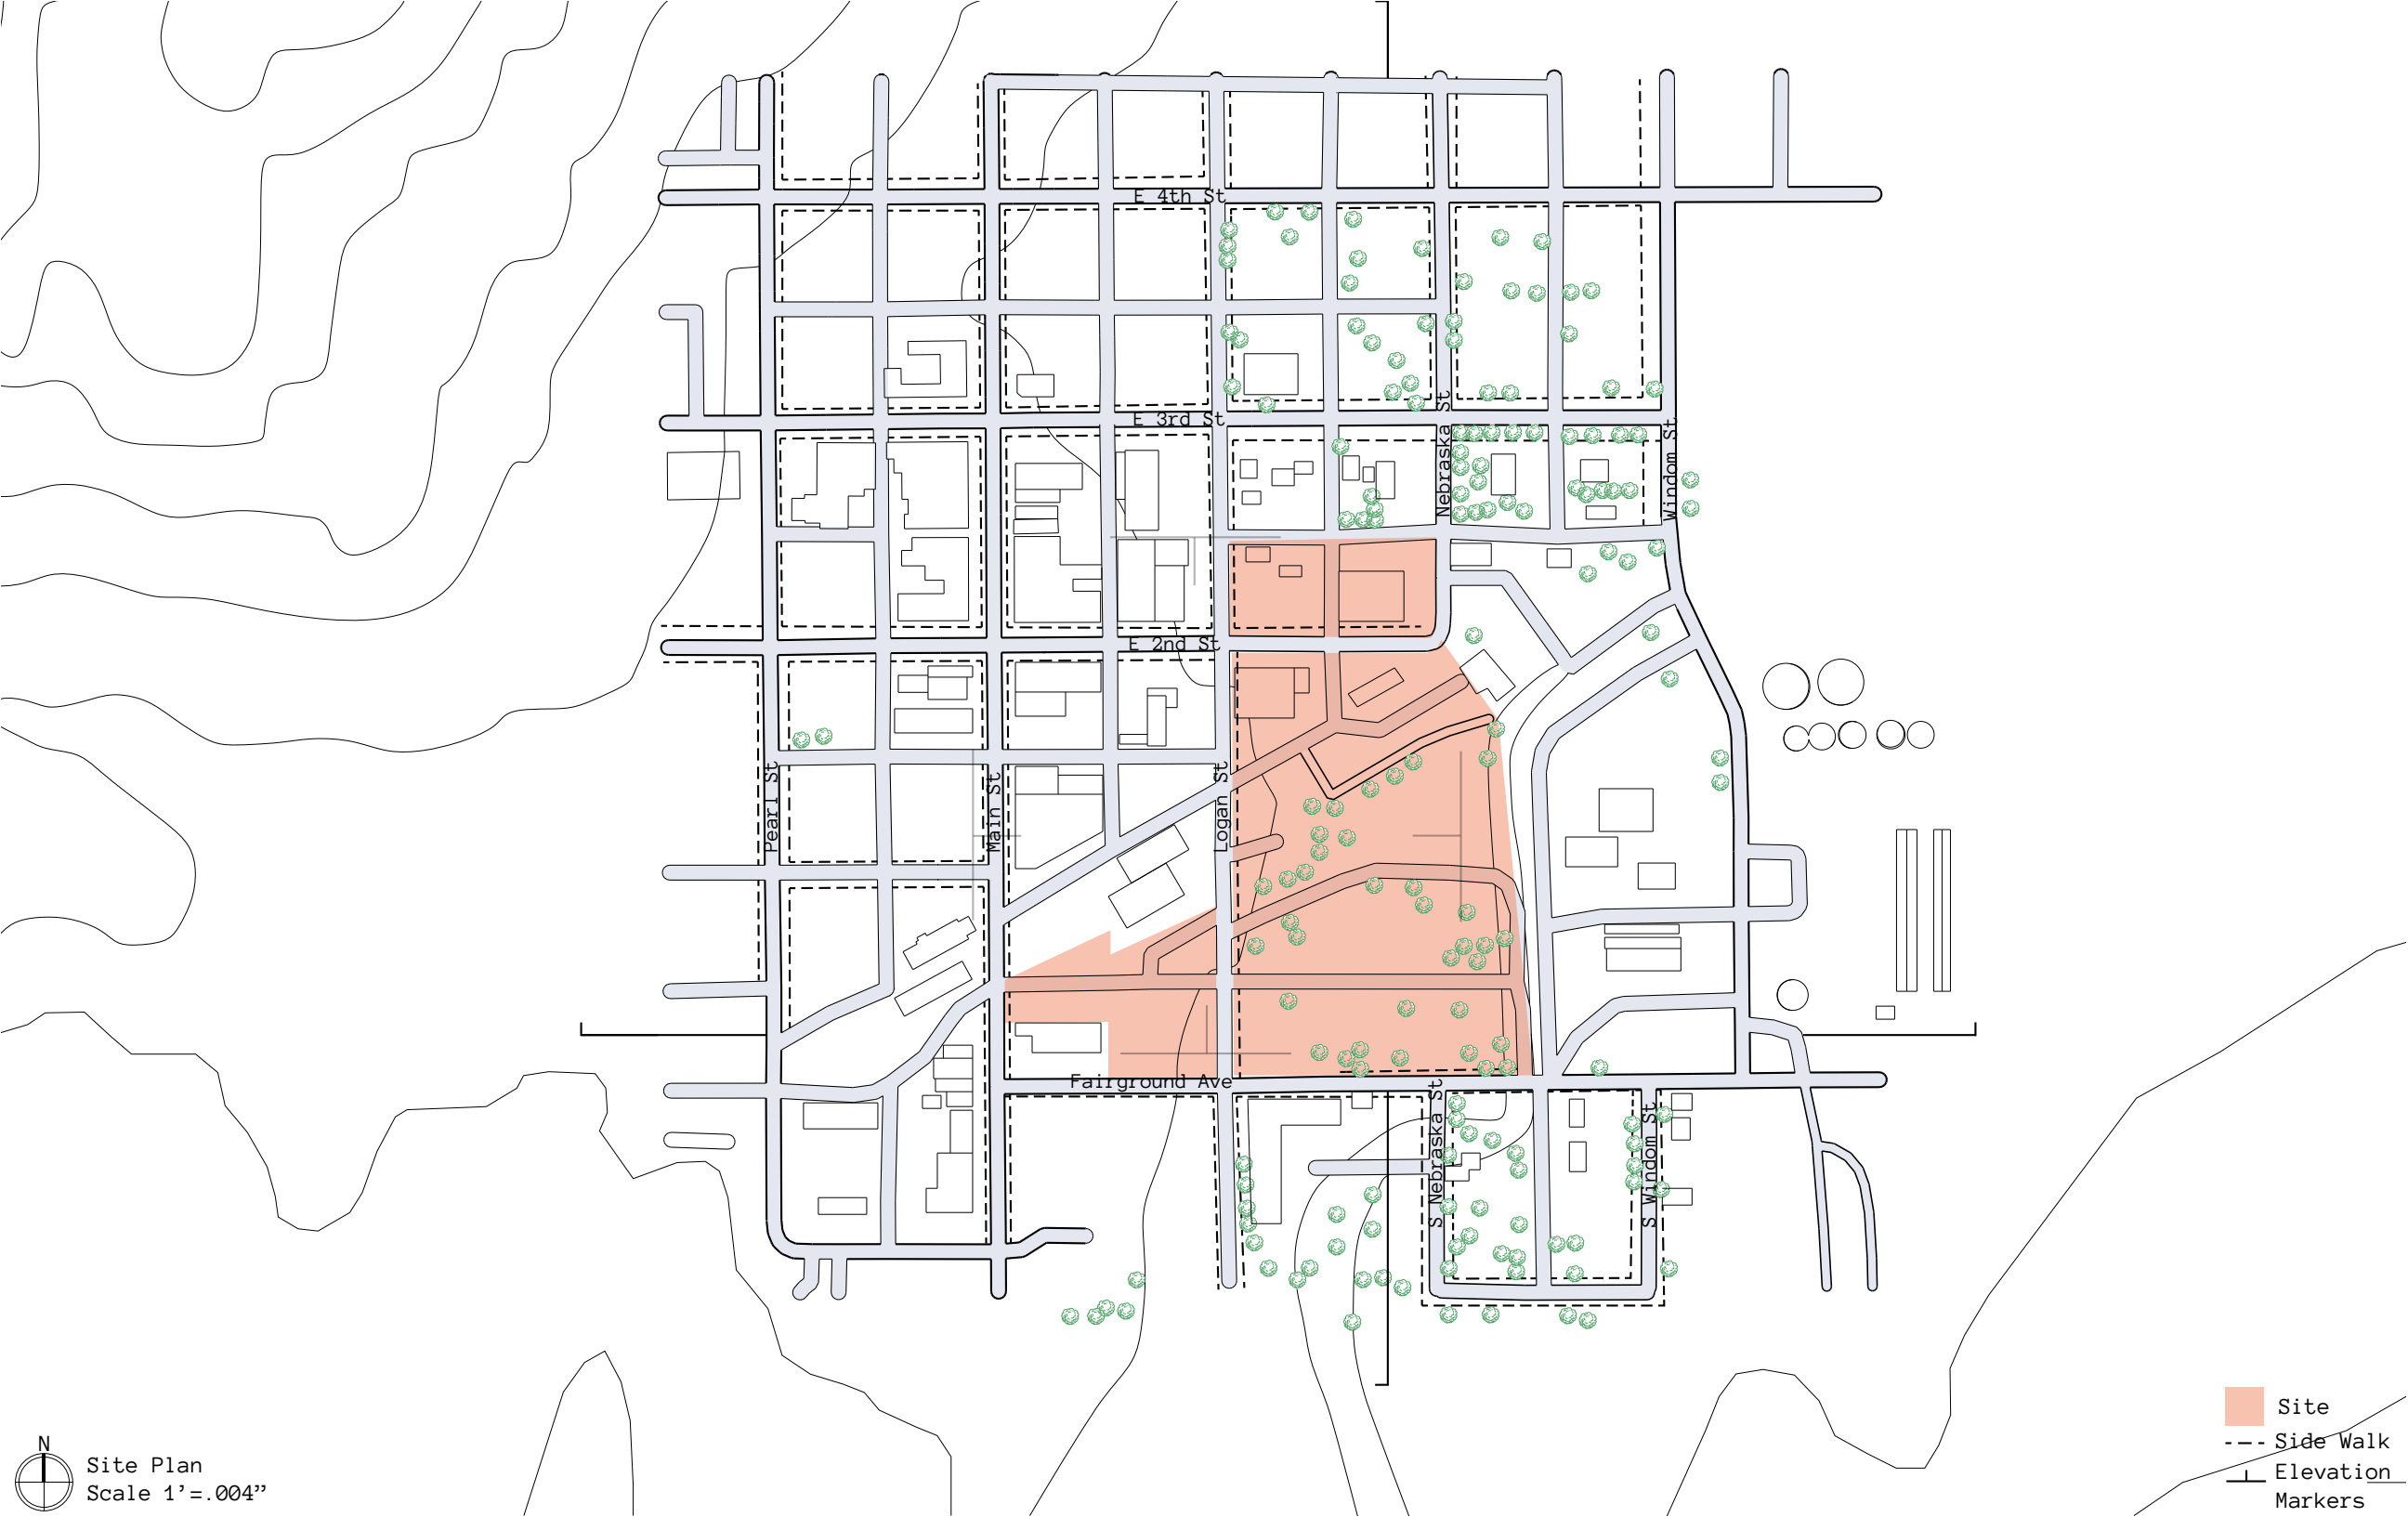 E 4th St
E 3rd St
Nebraska St
Windom St
E 2nd St
Pearl St
Main St
Logan St
Fairground Ave
S Nebraska St
S Windom St
N
Site Plan
Scale 1’=.004”
Site
Side Walk
Elevation
Markers